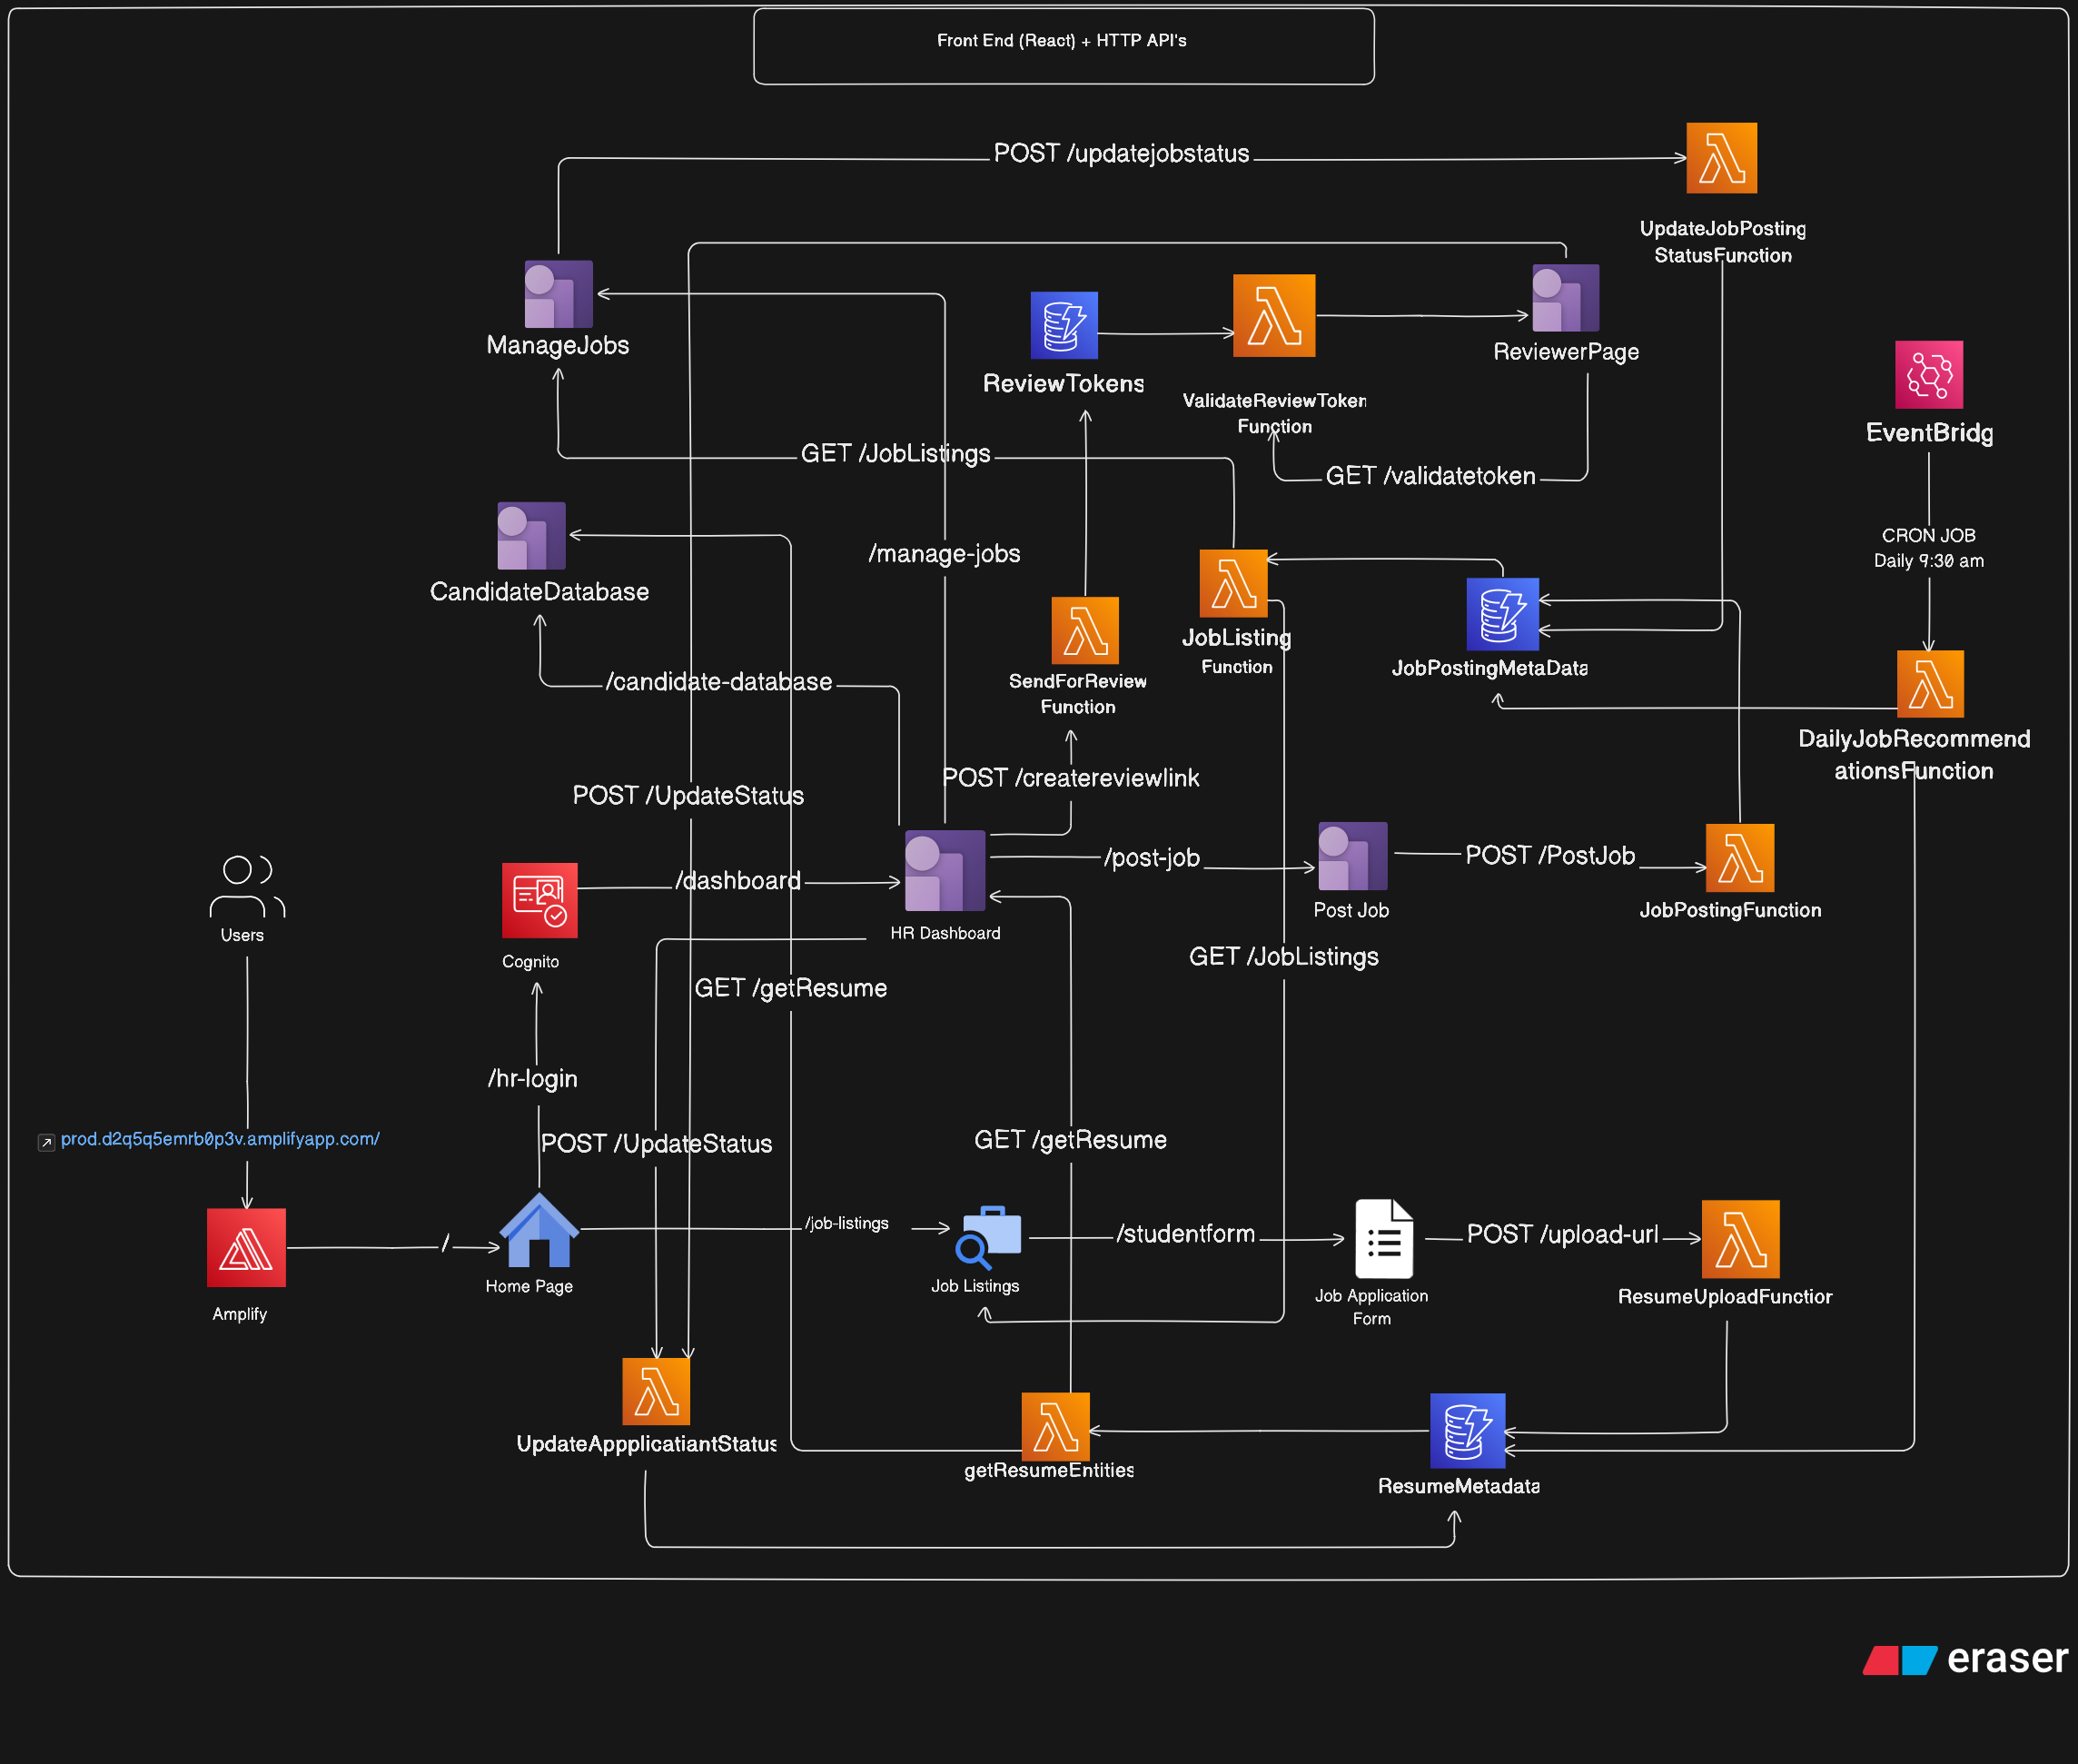 Front End (React) + HTTP API's
POST /updatejobstatus
UpdateJobPosting
StatusFunction
ManageJobs
ReviewTokens
ValidateReviewToken
Function
ReviewerPage
EventBridg
GET /JobListings
GET /validatetoken
CRON JOB
Daily 9:30 am
/manage-jobs
CandidateDatabase
JobListing
Function
JobPostingMetaData
/candidate-database
SendForReview
Function
DailyJobRecommend
ationsFunction
POST /createreviewlink
POST /UpdateStatus
/post-job
POST /PostJob
/dashboard
Users
Cognito
HR Dashboard
Post Job
JobPostingFunction
GET /JobListings
GET /getResume
/hr-login
prod.d2q5q5emrb0p3v.amplifyapp.com/
POST /UpdateStatus
GET /getResume
/
/job-listings
/studentform
POST /upload-url
Amplify
Home Page
Job Listings
Job Application
Form
ResumeUploadFunctior
UpdateAppplicatiantStatus
getResumeEntities
ResumeMetadata
eraser